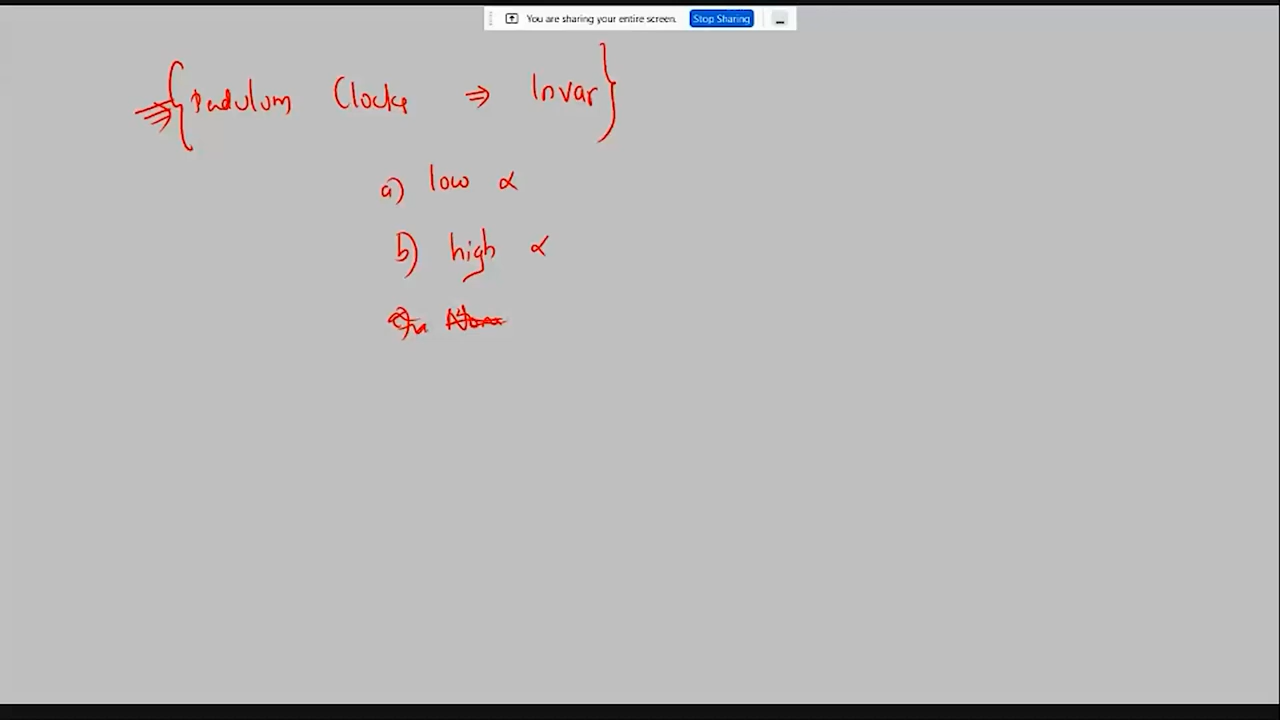 You are sharing your entire screen. Stop Sharing
⇒ { Pendulum Clocks ⇒ Invar }
a) low α
b) high α